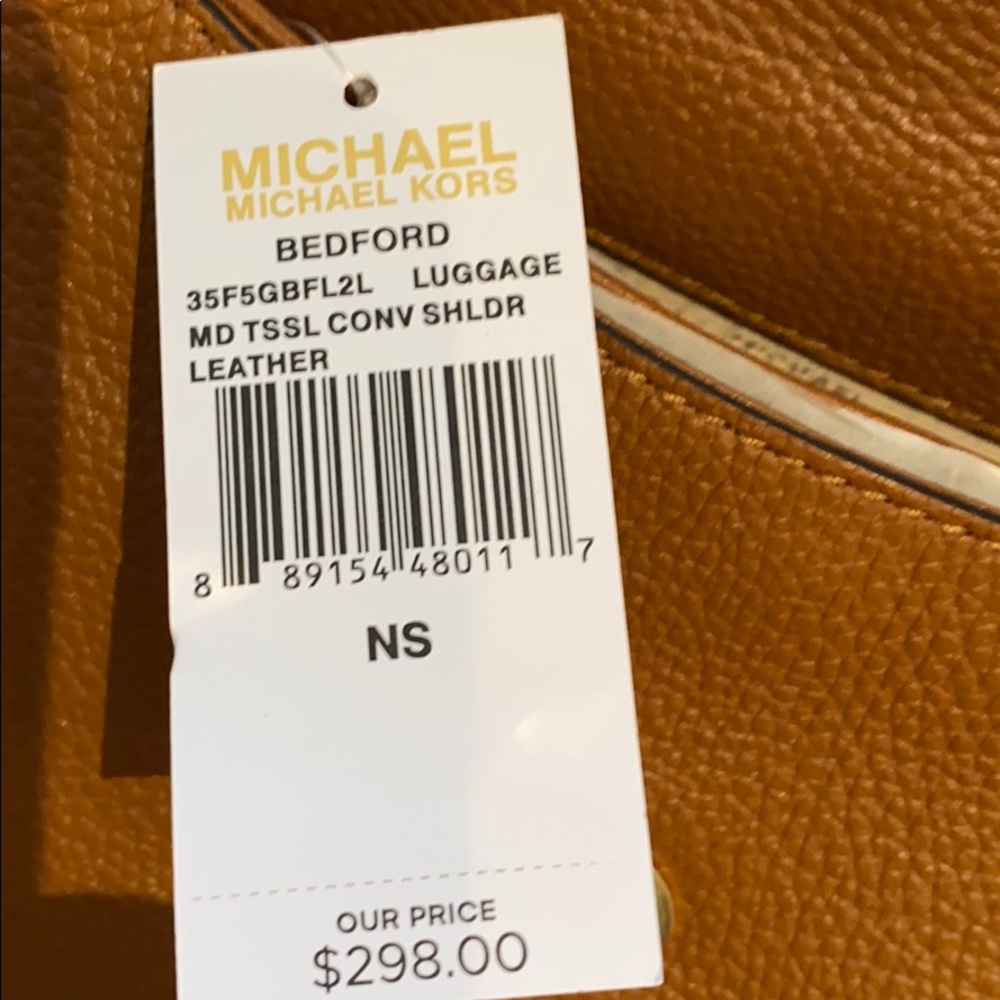 MICHAEL
MICHAEL KORS
BEDFORD
35F5GBFL2L LUGGAGE
MD TSSL CONV SHLDR
LEATHER
8 89154 48011 7
NS
OUR PRICE
$298.00